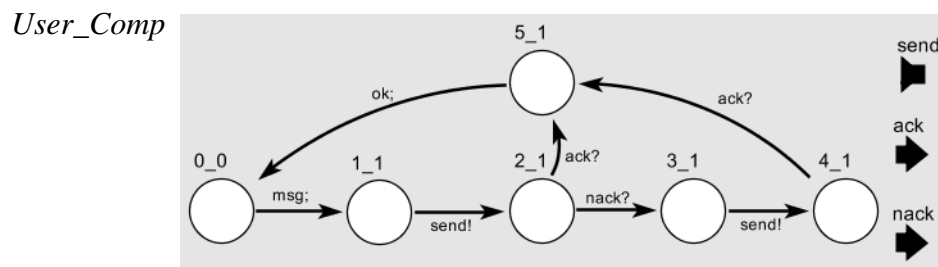 User_Comp
5_1
send
ok;
ack?
ack
0_0
1_1
2_1
ack?
3_1
4_1
msg;
send!
nack?
send!
nack